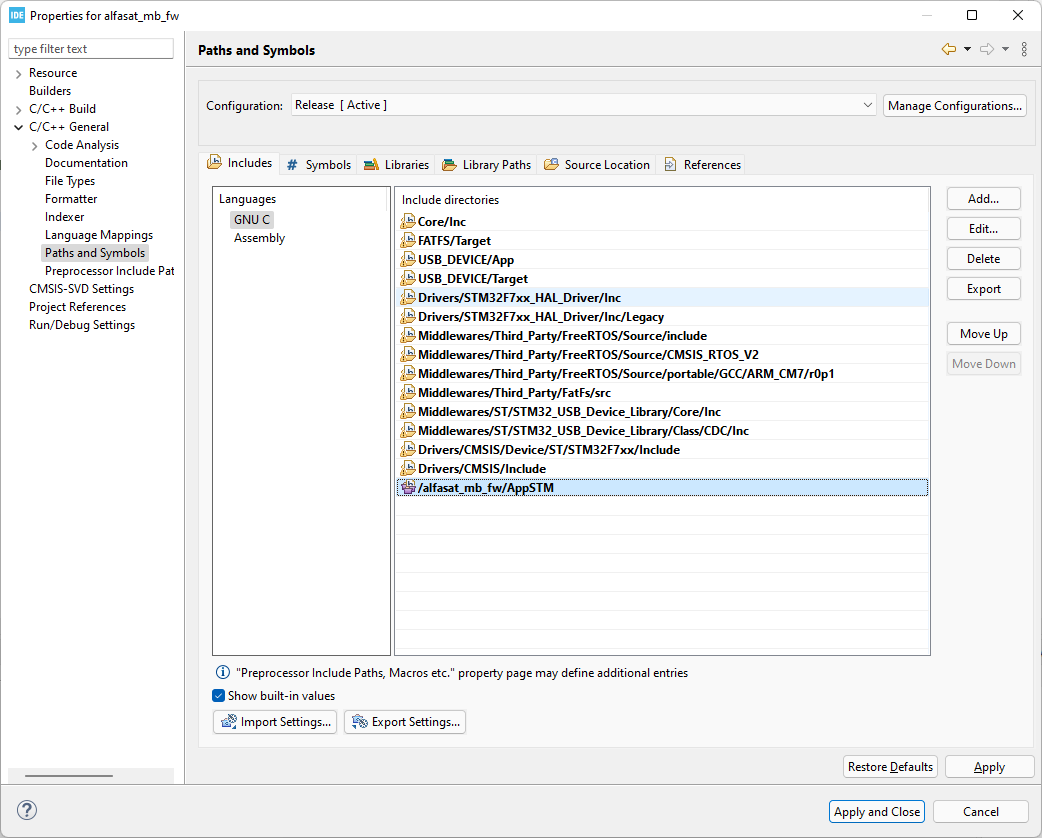 IDE Properties for alfasat_mb_fw
type filter text
Resource
Builders
C/C++ Build
C/C++ General
Code Analysis
Documentation
File Types
Formatter
Indexer
Language Mappings
Paths and Symbols
Preprocessor Include Pat
CMSIS-SVD Settings
Project References
Run/Debug Settings
Paths and Symbols
Configuration: Release [ Active ] Manage Configurations...
Includes # Symbols Libraries Library Paths Source Location References
Languages
GNU C
Assembly
Include directories
Core/Inc
FATFS/Target
USB_DEVICE/App
USB_DEVICE/Target
Drivers/STM32F7xx_HAL_Driver/Inc
Drivers/STM32F7xx_HAL_Driver/Inc/Legacy
Middlewares/Third_Party/FreeRTOS/Source/include
Middlewares/Third_Party/FreeRTOS/Source/CMSIS_RTOS_V2
Middlewares/Third_Party/FreeRTOS/Source/portable/GCC/ARM_CM7/r0p1
Middlewares/Third_Party/FatFs/src
Middlewares/ST/STM32_USB_Device_Library/Core/Inc
Middlewares/ST/STM32_USB_Device_Library/Class/CDC/Inc
Drivers/CMSIS/Device/ST/STM32F7xx/Include
Drivers/CMSIS/Include
/alfasat_mb_fw/AppSTM
Add...
Edit...
Delete
Export
Move Up
Move Down
"Preprocessor Include Paths, Macros etc." property page may define additional entries
Show built-in values
Import Settings... Export Settings...
Restore Defaults Apply
Apply and Close Cancel